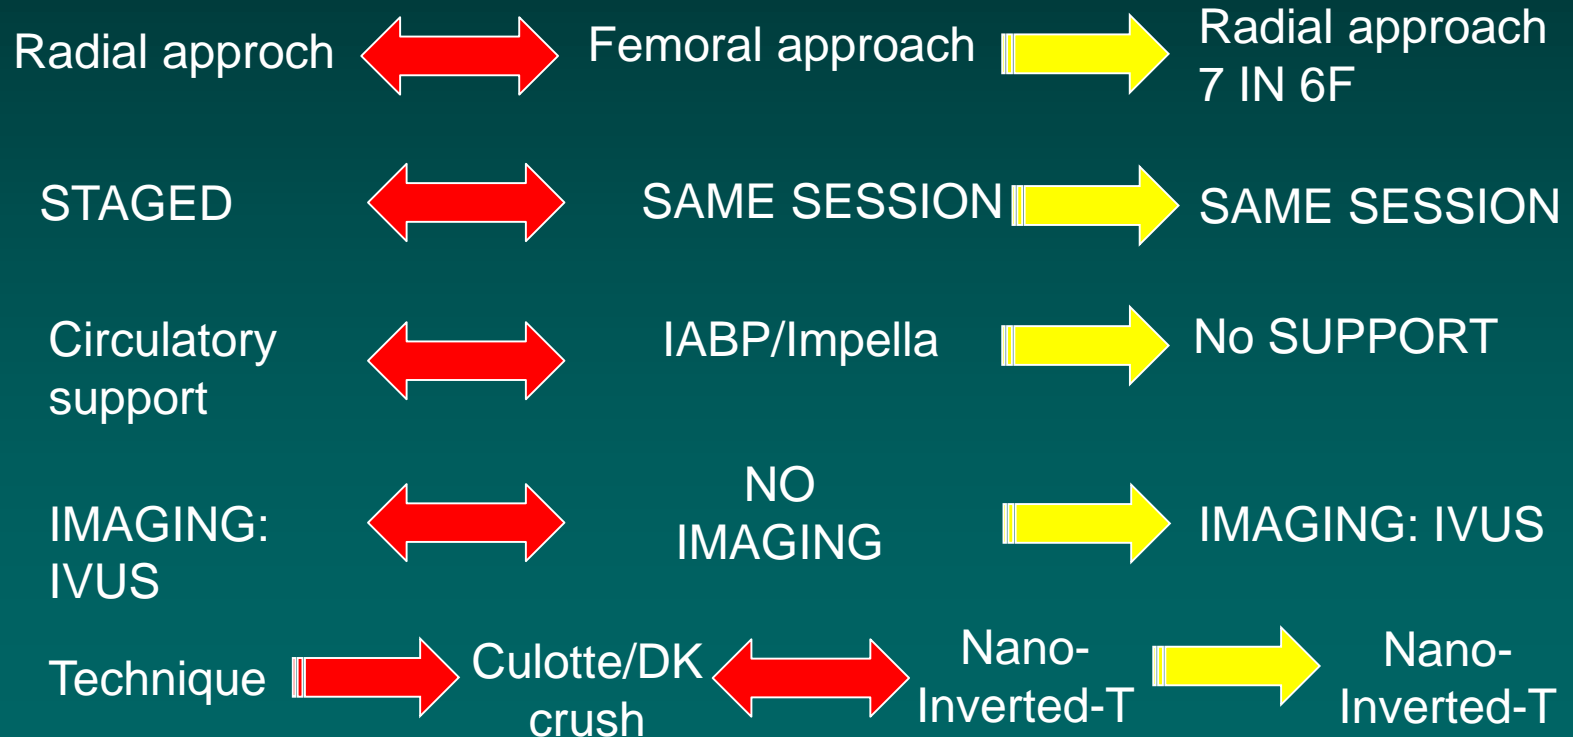 Radial approch
Femoral approach
Radial approach
7 IN 6F
STAGED
SAME SESSION
SAME SESSION
Circulatory
support
IABP/Impella
No SUPPORT
IMAGING:
IVUS
NO
IMAGING
IMAGING: IVUS
Technique
Culotte/DK
crush
Nano-
Inverted-T
Nano-
Inverted-T